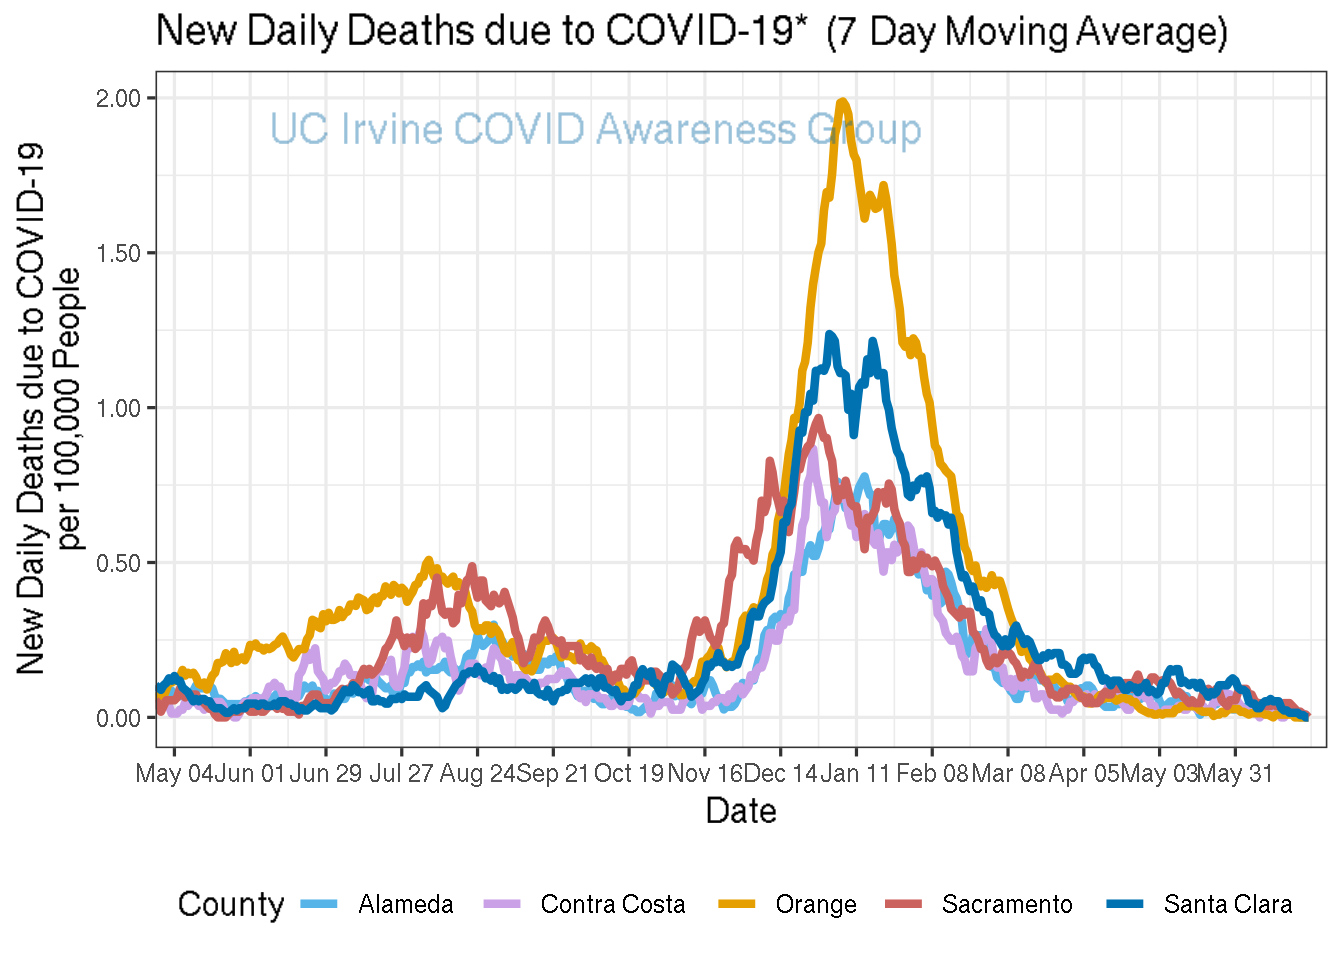 New Daily Deaths due to COVID-19* (7 Day Moving Average)
UC Irvine COVID Awareness Group
New Daily Deaths due to COVID-19
per 100,000 People
2.00
1.50
1.00
0.50
0.00
May 04 Jun 01 Jun 29 Jul 27 Aug 24 Sep 21 Oct 19 Nov 16 Dec 14 Jan 11 Feb 08 Mar 08 Apr 05 May 03 May 31
Date
County Alameda Contra Costa Orange Sacramento Santa Clara